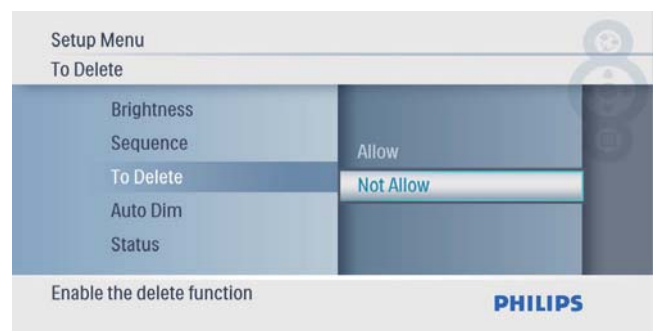 Setup Menu
To Delete
Brightness
Sequence
To Delete
Auto Dim
Status
Allow
Not Allow
Enable the delete function
PHILIPS